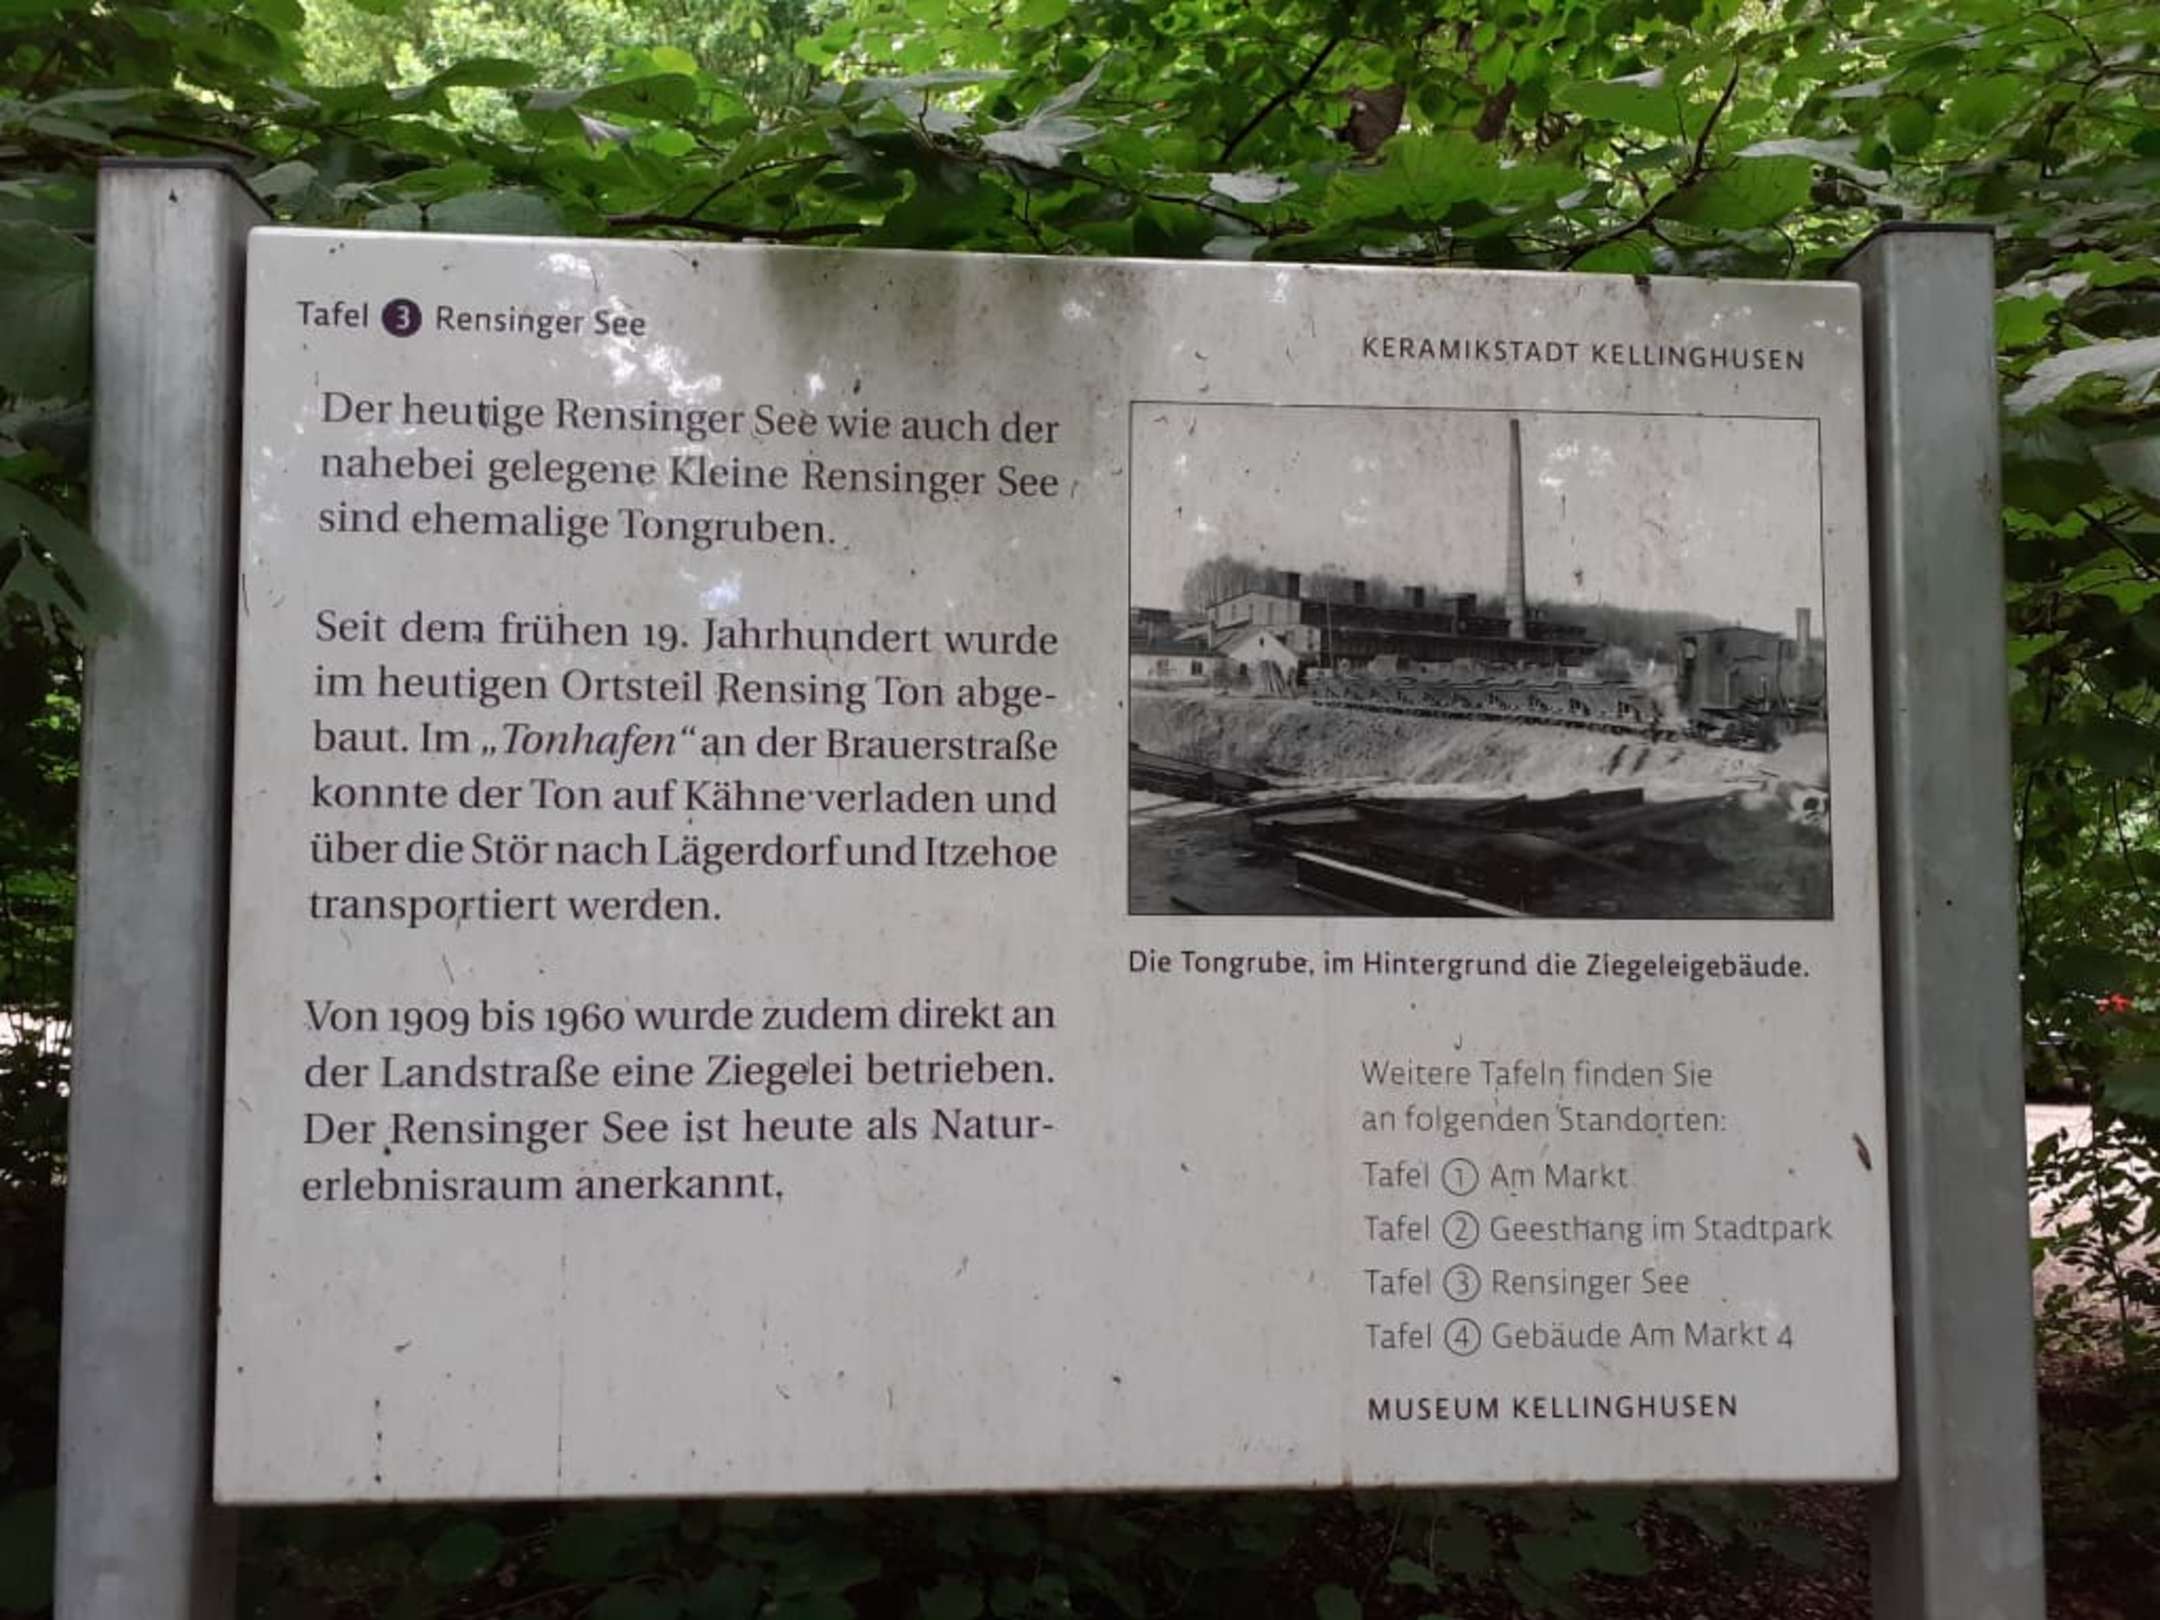 Tafel 3 Rensinger See
KERAMIKSTADT KELLINGHUSEN
Der heutige Rensinger See wie auch der
nahebei gelegene Kleine Rensinger See
sind ehemalige Tongruben.
Seit dem frühen 19. Jahrhundert wurde
im heutigen Ortsteil Rensing Ton abge-
baut. Im „Tonhafen“ an der Brauerstraße
konnte der Ton auf Kähne verladen und
über die Stör nach Lägerdorf und Itzehoe
transportiert werden.
Von 1909 bis 1960 wurde zudem direkt an
der Landstraße eine Ziegelei betrieben.
Der Rensinger See ist heute als Natur-
erlebnisraum anerkannt.
Die Tongrube, im Hintergrund die Ziegeleigebäude.
Weitere Tafeln finden Sie
an folgenden Standorten:
Tafel 1 Am Markt
Tafel 2 Geesthang im Stadtpark
Tafel 3 Rensinger See
Tafel 4 Gebäude Am Markt 4
MUSEUM KELLINGHUSEN